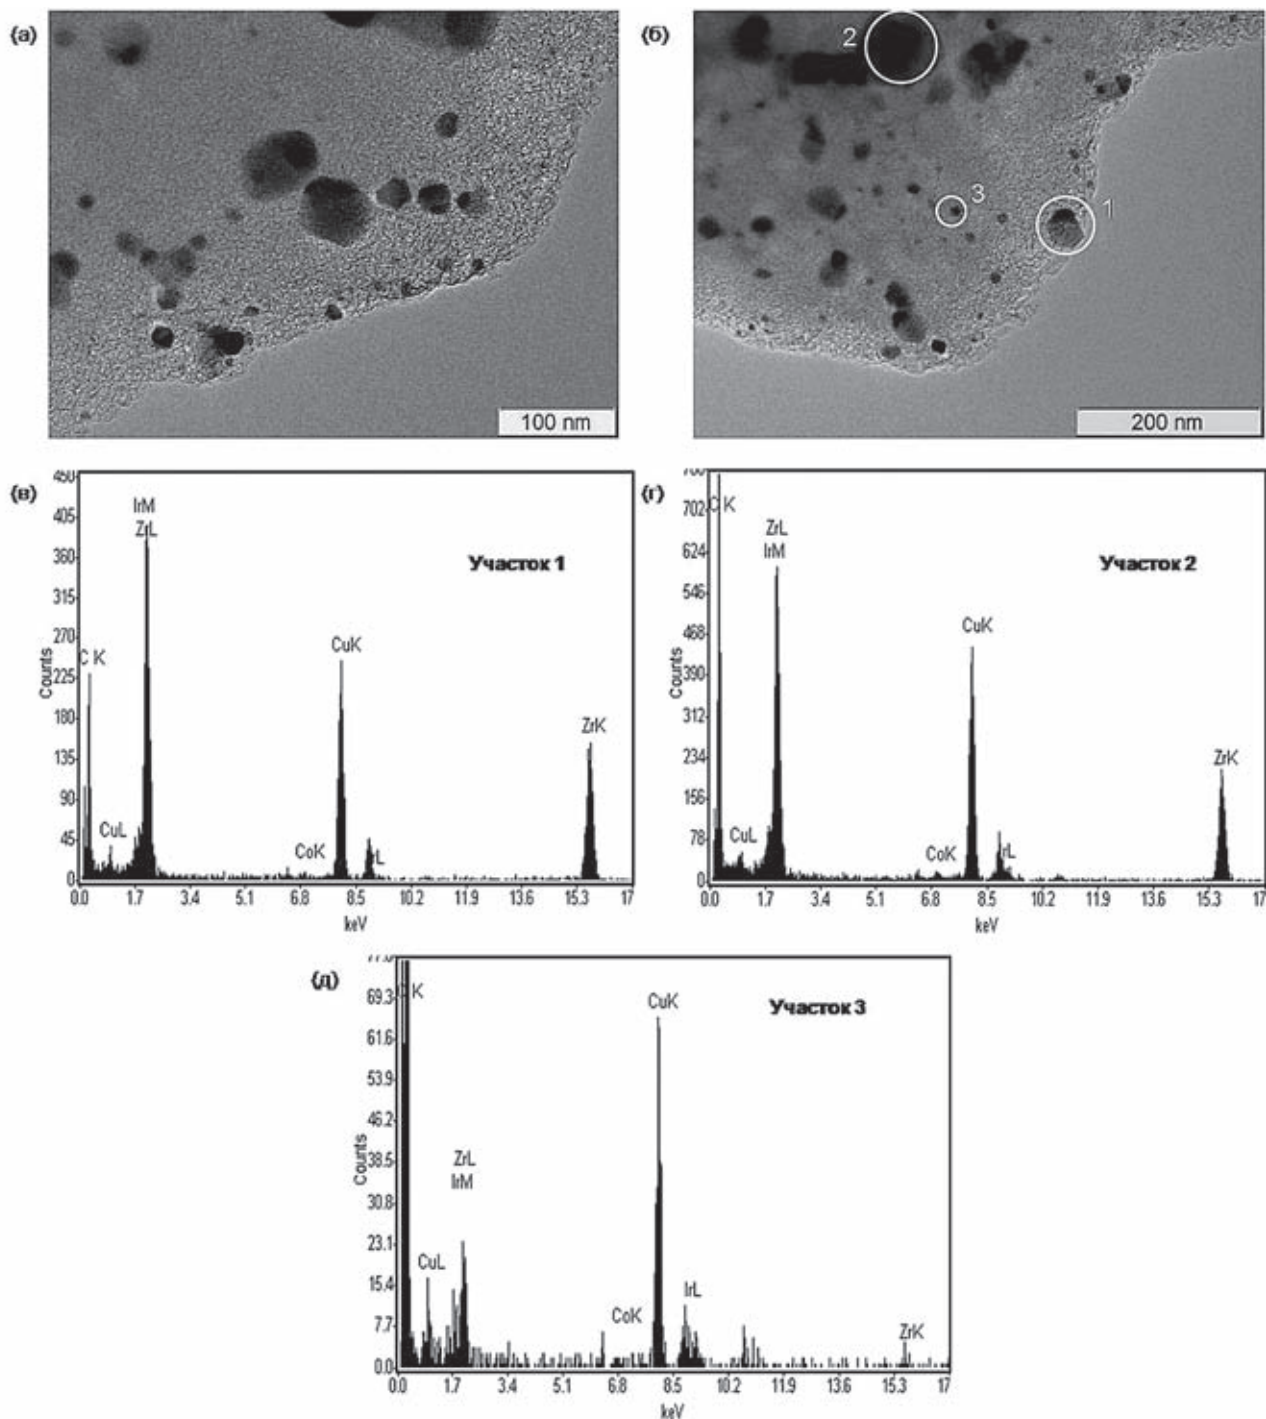 (а)
100 nm
(б)
2
3
1
200 nm
(в)
450
405
360
315
270
225
180
135
90
45
0
Counts
C K
CuL
IrM
ZrL
CoK
CuK
rL
ZrK
Участок 1
0.0 1.7 3.4 5.1 6.8 8.5 10.2 11.9 13.6 15.3 17
keV
(г)
700
702
624
546
468
390
312
234
156
78
0
Counts
C K
CuL
ZrL
IrM
CoK
CuK
rL
ZrK
Участок 2
0.0 1.7 3.4 5.1 6.8 8.5 10.2 11.9 13.6 15.3 17
keV
(д)
69.3
61.6
53.9
46.2
38.5
30.8
23.1
15.4
7.7
0.0
Counts
K
CuL
ZrL
IrM
CoK
CuK
IrL
ZrK
Участок 3
0.0 1.7 3.4 5.1 6.8 8.5 10.2 11.9 13.6 15.3 17
keV